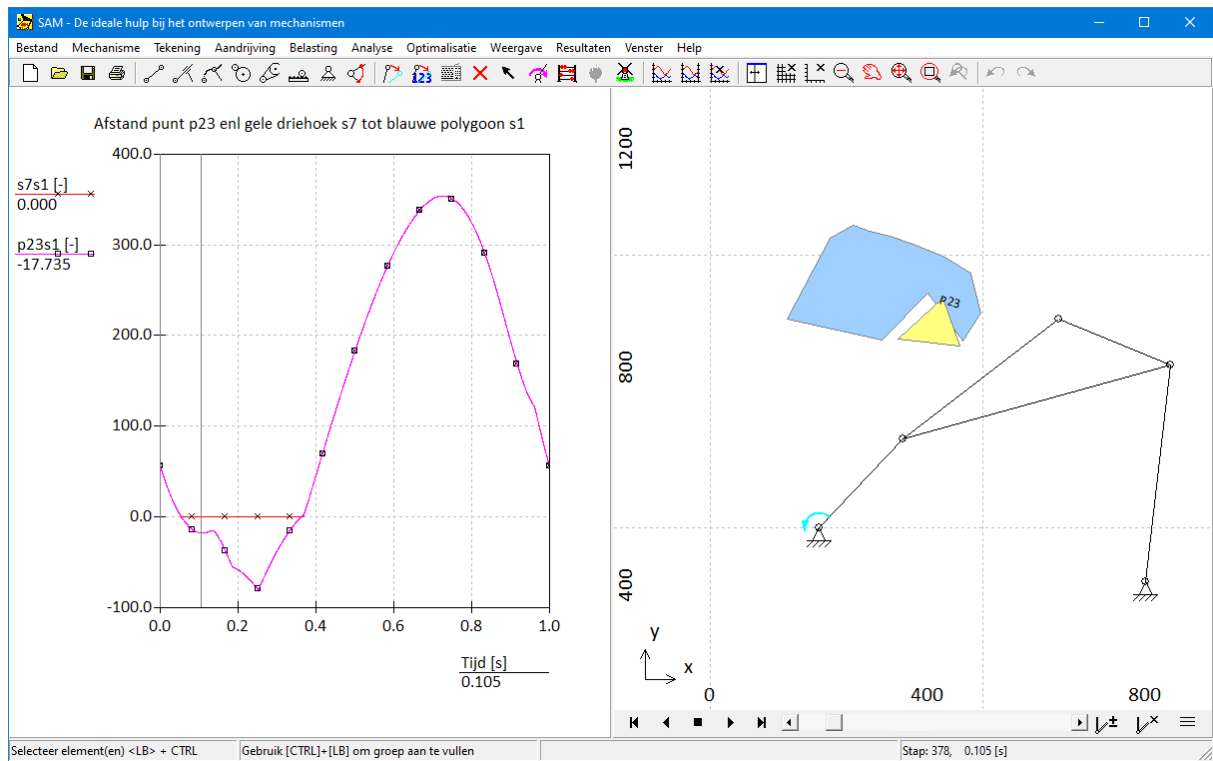 SAM - De ideale hulp bij het ontwerpen van mechanismen
Bestand Mechanisme Tekening Aandrijving Belasting Analyse Optimalisatie Weergave Resultaten Venster Help
123
Afstand punt p23 enl gele driehoek s7 tot blauwe polygoon s1
s7s1 [-]
0.000
p23s1 [-]
-17.735
400.0
300.0
200.0
100.0
0.0
-100.0
0.0 0.2 0.4 0.6 0.8 1.0
Tijd [s]
0.105
1200
800
400
p23
y
x
0 400 800
Selecteer element(en) <LB> + CTRL
Gebruik [CTRL]+[LB] om groep aan te vullen
Stap: 378, 0.105 [s]